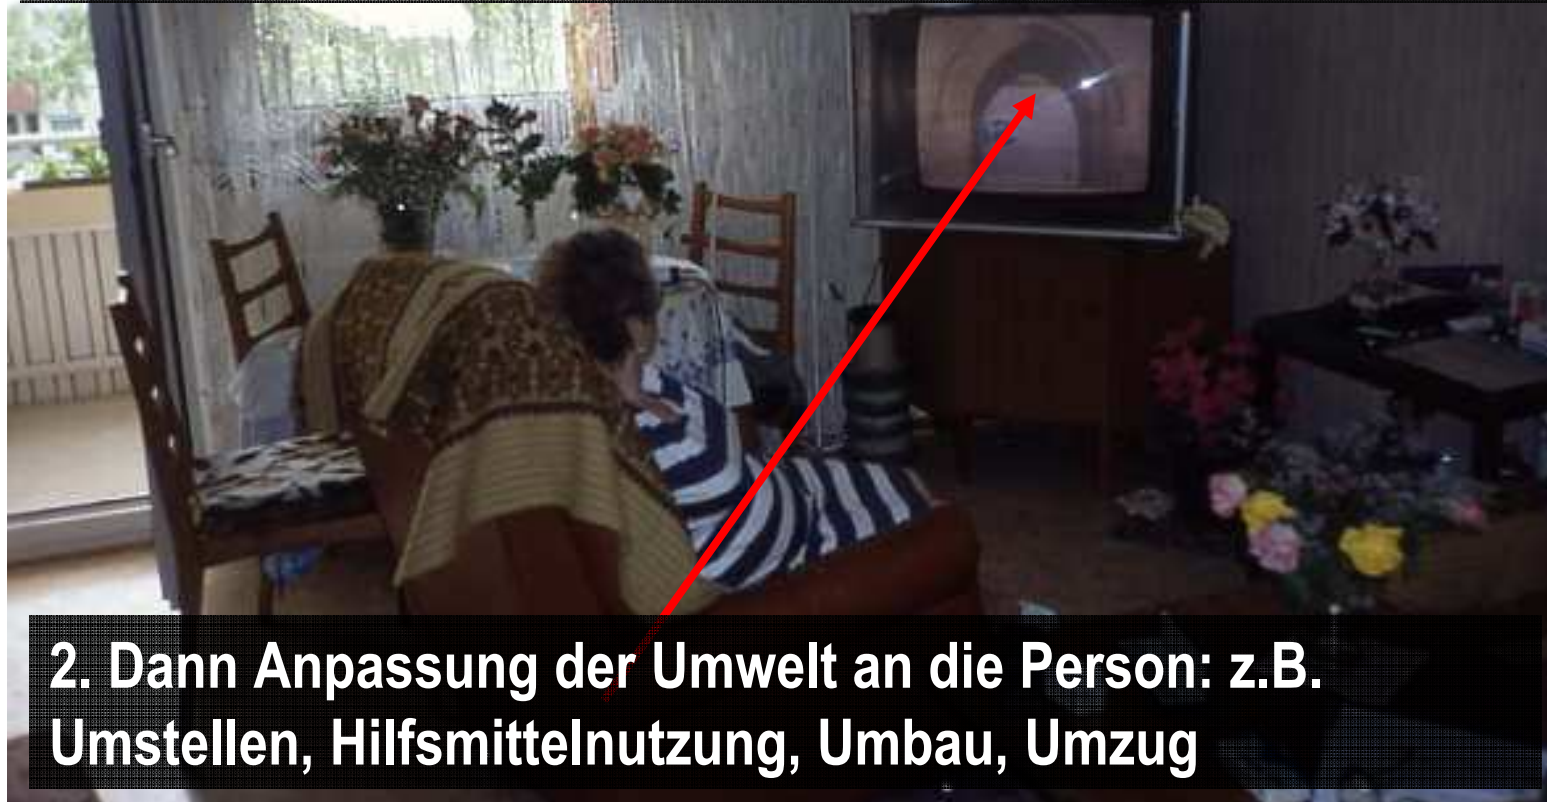 2. Dann Anpassung der Umwelt an die Person: z.B.
Umstellen, Hilfsmittelnutzung, Umbau, Umzug